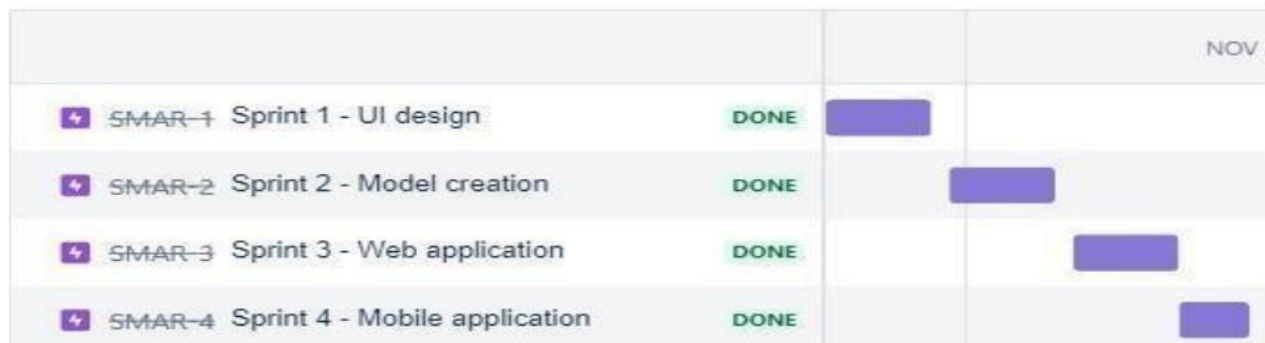 NOV
SMAR-1 Sprint 1 - UI design DONE
SMAR-2 Sprint 2 - Model creation DONE
SMAR-3 Sprint 3 - Web application DONE
SMAR-4 Sprint 4 - Mobile application DONE